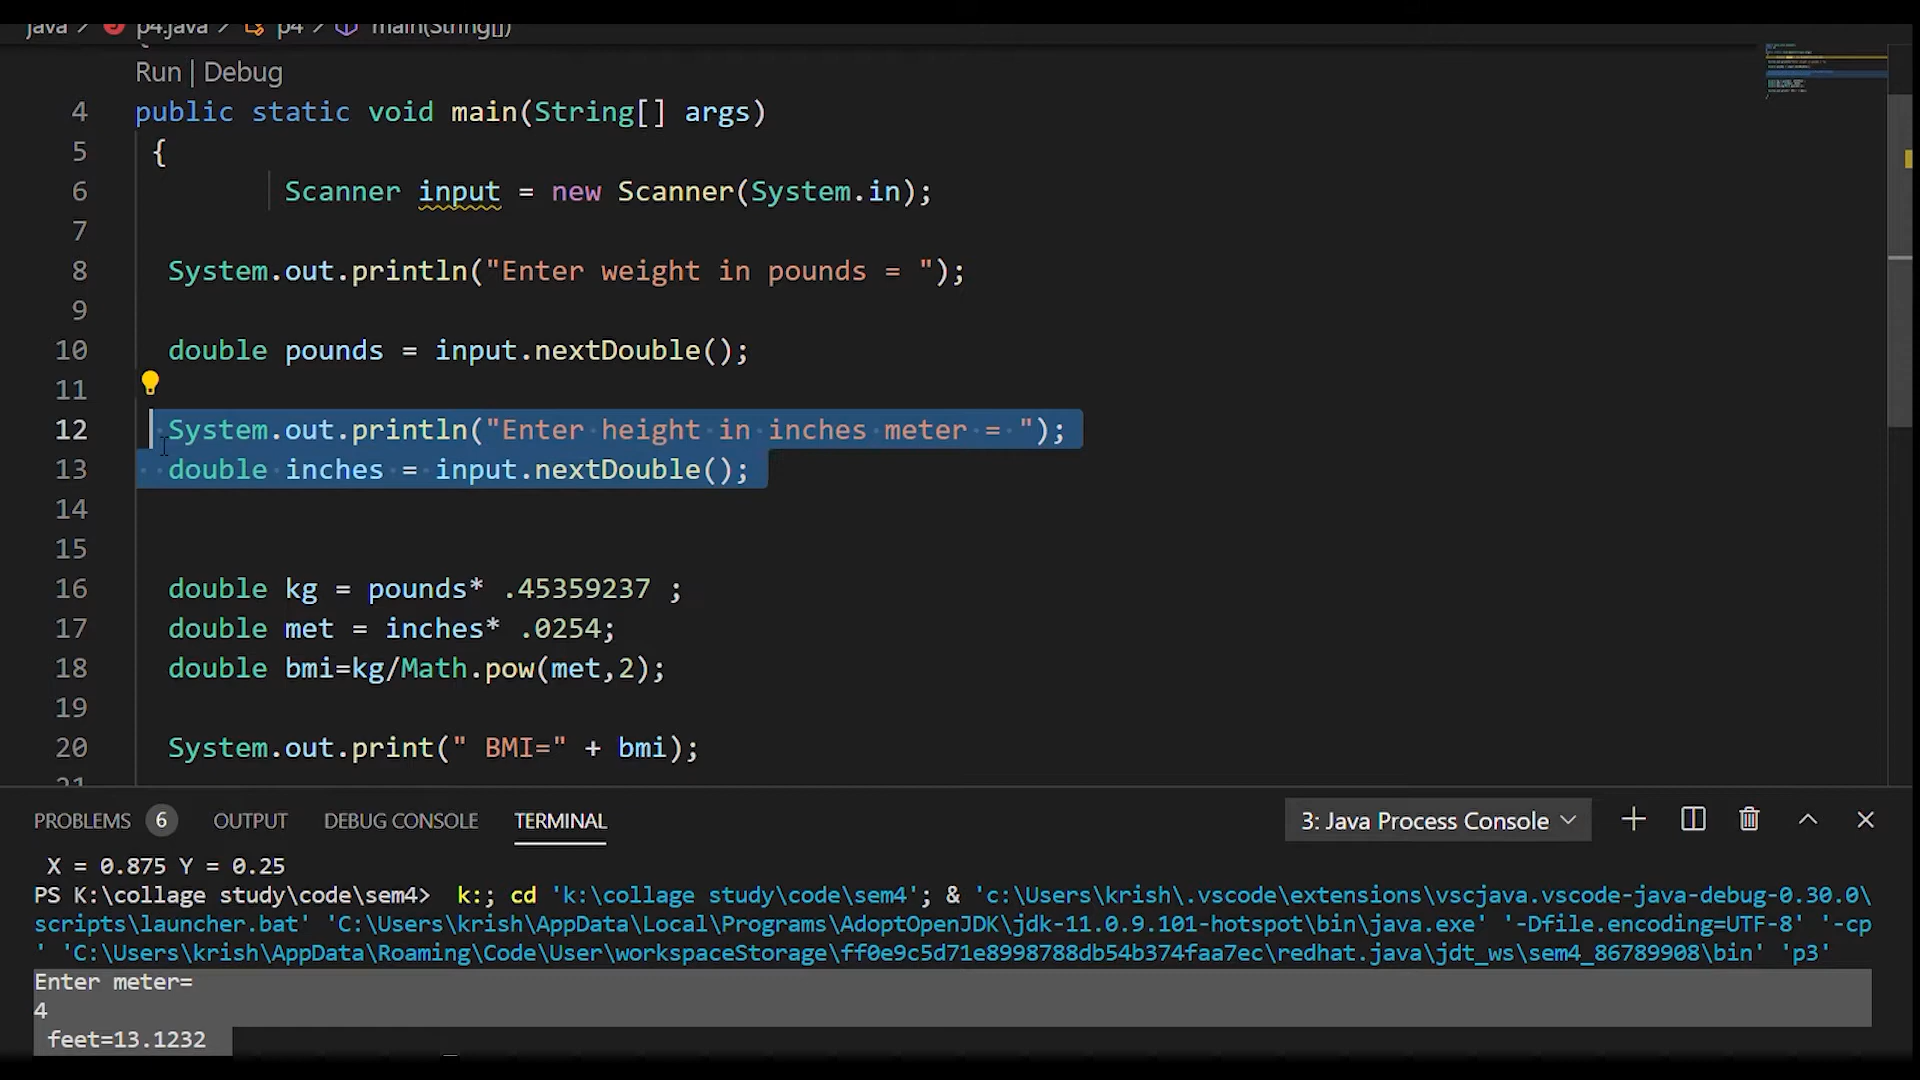 java > p4.java > p4 > main(String[])
{
Run | Debug
4 public static void main(String[] args)
5 {
6 Scanner input = new Scanner(System.in);
7
8 System.out.println("Enter weight in pounds = ");
9
10 double pounds = input.nextDouble();
11
12 System.out.println("Enter height in inches meter = ");
13 double inches = input.nextDouble();
14
15
16 double kg = pounds* .45359237 ;
17 double met = inches* .0254;
18 double bmi=kg/Math.pow(met,2);
19
20 System.out.print(" BMI=" + bmi);
21
PROBLEMS 6 OUTPUT DEBUG CONSOLE TERMINAL 3: Java Process Console
X = 0.875 Y = 0.25
PS K:\collage study\code\sem4> k:; cd 'k:\collage study\code\sem4'; & 'c:\Users\krish\.vscode\extensions\vscjava.vscode-java-debug-0.30.0\
scripts\launcher.bat' 'C:\Users\krish\AppData\Local\Programs\AdoptOpenJDK\jdk-11.0.9.101-hotspot\bin\java.exe' '-Dfile.encoding=UTF-8' '-cp
' 'C:\Users\krish\AppData\Roaming\Code\User\workspaceStorage\ff0e9c5d71e8998788db54b374faa7ec\redhat.java\jdt_ws\sem4_86789908\bin' 'p3'
Enter meter=
4
feet=13.1232